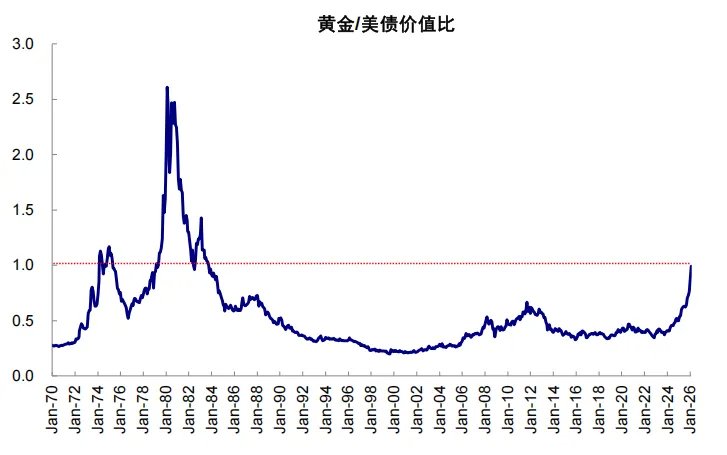 黄金/美债价值比
3.0
2.5
2.0
1.5
1.0
0.5
0.0
Jan-70
Jan-72
Jan-74
Jan-76
Jan-78
Jan-80
Jan-82
Jan-84
Jan-86
Jan-88
Jan-90
Jan-92
Jan-94
Jan-96
Jan-98
Jan-00
Jan-02
Jan-04
Jan-06
Jan-08
Jan-10
Jan-12
Jan-14
Jan-16
Jan-18
Jan-20
Jan-22
Jan-24
Jan-26